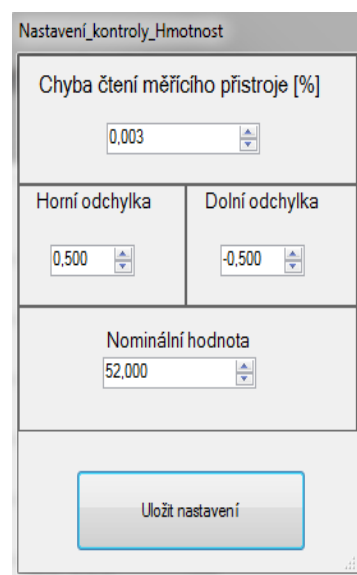 Nastavení_kontroly_Hmotnost
Chyba čtení měřícího přistroje [%]
0,003
Horní odchylka
Dolní odchylka
0,500
-0,500
Nominální hodnota
52,000
Uložit nastavení